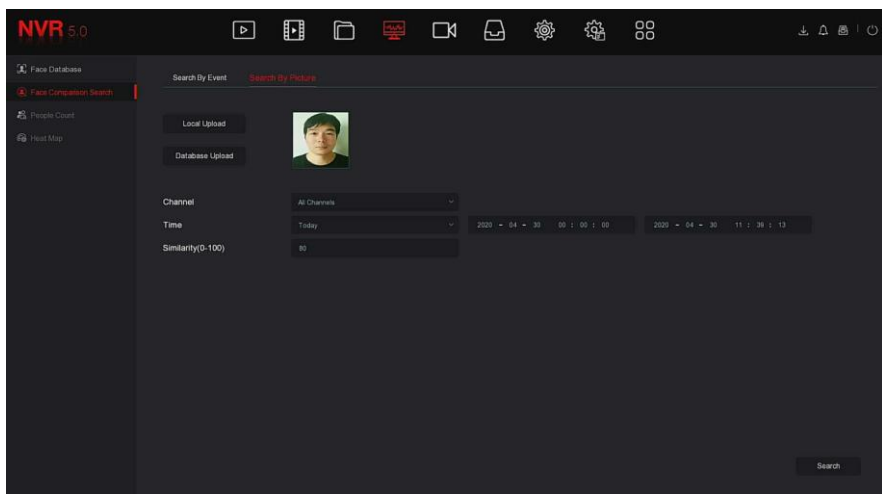 NVR 5.0
Face Database
Face Comparison Search
People Count
Heat Map
Search By Event
Search By Picture
Local Upload
Database Upload
Channel
All Channels
Time
Today
2020 - 04 - 30 00 : 00 : 00
2020 - 04 - 30 11 : 39 : 13
Similarity(0-100)
80
Search